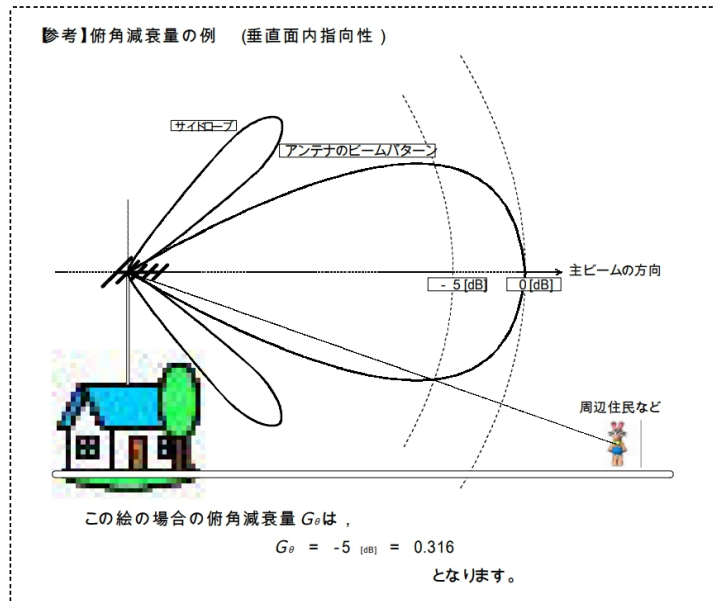 【参考】俯角減衰量の例 (垂直面内指向性)
サイドローブ
アンテナのビームパターン
主ビームの方向
- 5 [dB]
0 [dB]
周辺住民など
この絵の場合の俯角減衰量 Gθは,
Gθ = -5 [dB] = 0.316
となります。